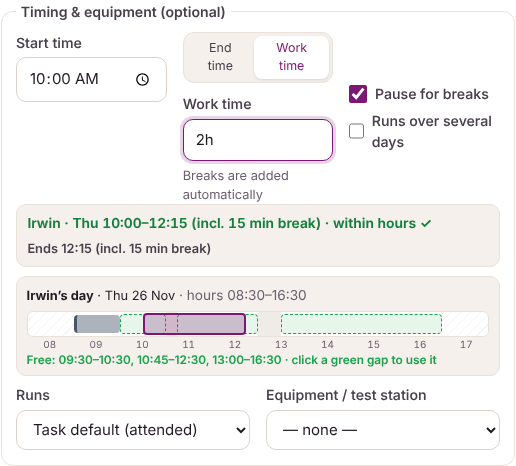 Timing & equipment (optional)
Start time
10:00 AM
End time
Work time
Work time
2h
Breaks are added
automatically
Pause for breaks
Runs over several
days
Irwin · Thu 10:00–12:15 (incl. 15 min break) · within hours ✓
Ends 12:15 (incl. 15 min break)
Irwin's day · Thu 26 Nov · hours 08:30–16:30
08 09 10 11 12 13 14 15 16 17
Free: 09:30–10:30, 10:45–12:30, 13:00–16:30 · click a green gap to use it
Runs
Task default (attended)
Equipment / test station
— none —